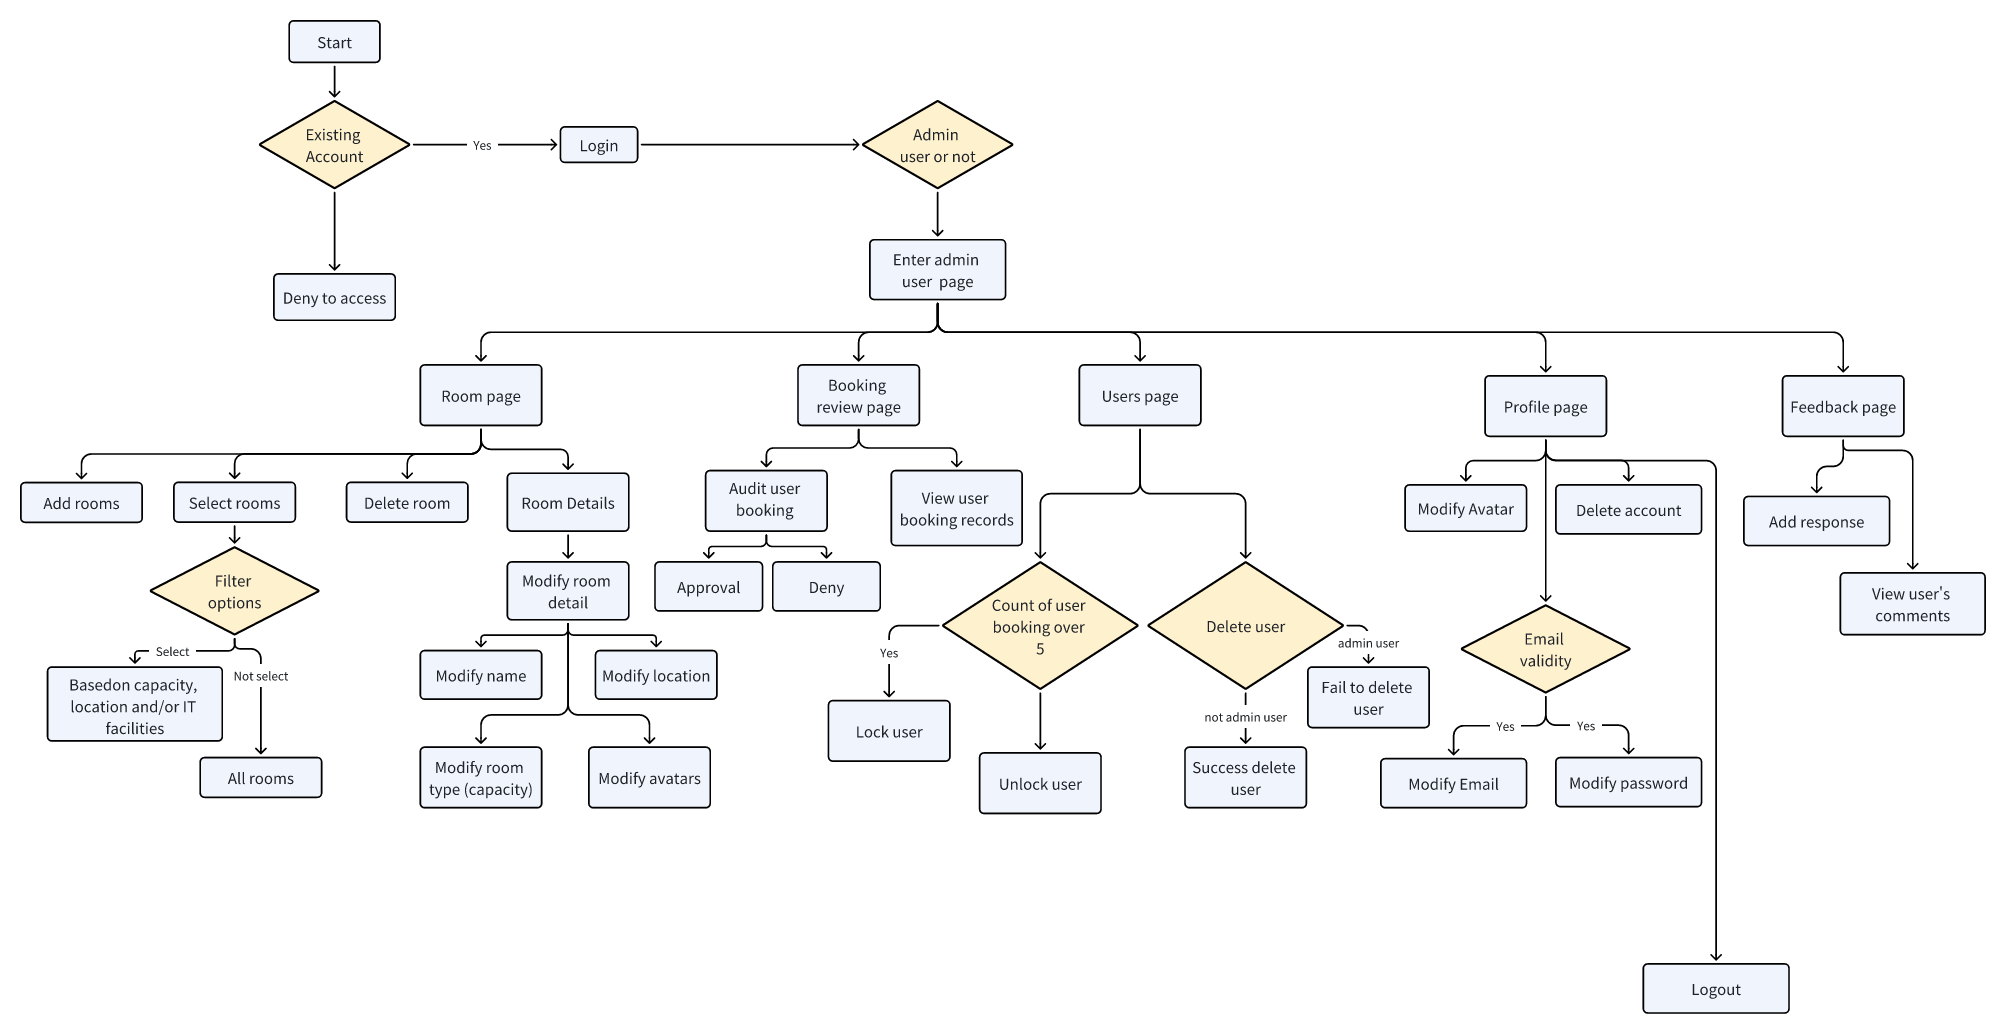 Start
Existing
Account
Yes
Login
Admin
user or not
Deny to access
Enter admin
user  page
Room page
Booking
review page
Users page
Profile page
Feedback page
Add rooms
Select rooms
Delete room
Room Details
Audit user
booking
View user
booking records
Modify Avatar
Delete account
Add response
Filter
options
Modify room
detail
Approval
Deny
Count of user
booking over
5
Delete user
admin user
Email
validity
View user's
comments
Select
Not select
Yes
Basedon capacity,
location and/or IT
facilities
Modify name
Modify location
Fail to delete
user
Lock user
not admin user
Yes
Yes
All rooms
Modify room
type (capacity)
Modify avatars
Unlock user
Success delete
user
Modify Email
Modify password
Logout